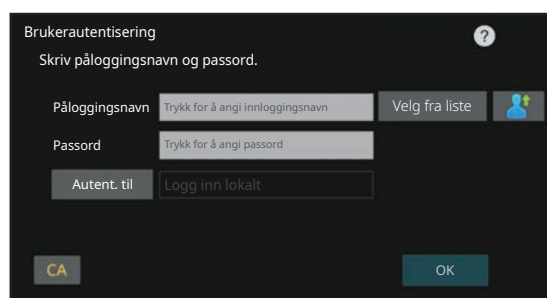 Brukerautentisering
?
Skriv påloggingsnavn og passord.
Påloggingsnavn Trykk for å angi innloggingsnavn Velg fra liste
Passord Trykk for å angi passord
Autent. til Logg inn lokalt
CA OK